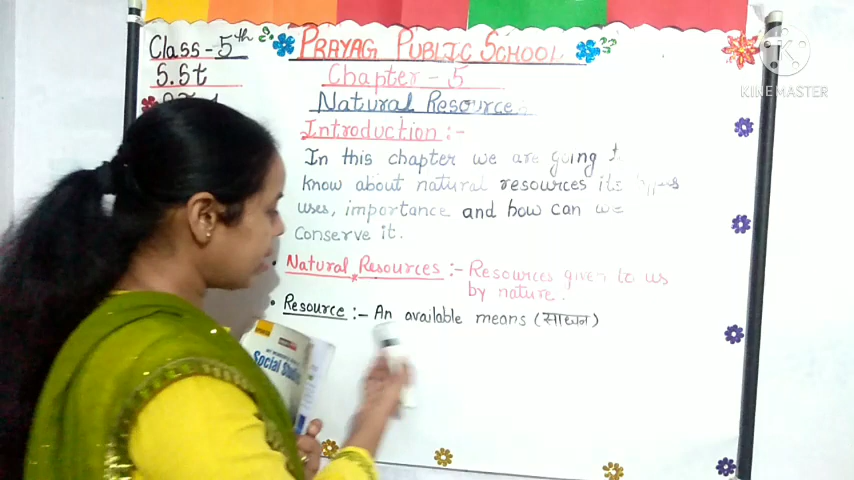 Class - 5th
PRAYAG PUBLIC SCHOOL
S.St
Chapter - 5
Natural Resource
Introduction :-
In this chapter we are going
know about natural resources its types
uses, importance and how can we
Conserve it.
• Natural Resources :- Resources given to us
by nature.
• Resource :- An available means (साधन)
Social Studies
KINEMASTER